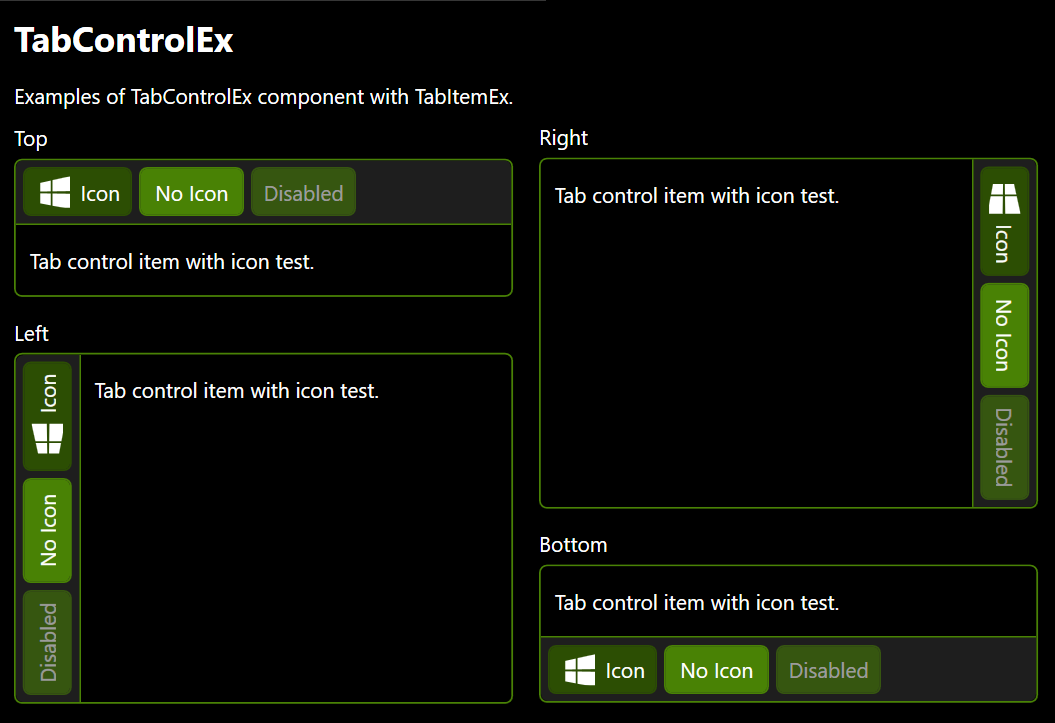 TabControlEx
Examples of TabControlEx component with TabItemEx.
Top
Icon
No Icon
Disabled
Tab control item with icon test.
Left
Icon
No Icon
Disabled
Tab control item with icon test.
Right
Tab control item with icon test.
Icon
No Icon
Disabled
Bottom
Tab control item with icon test.
Icon
No Icon
Disabled